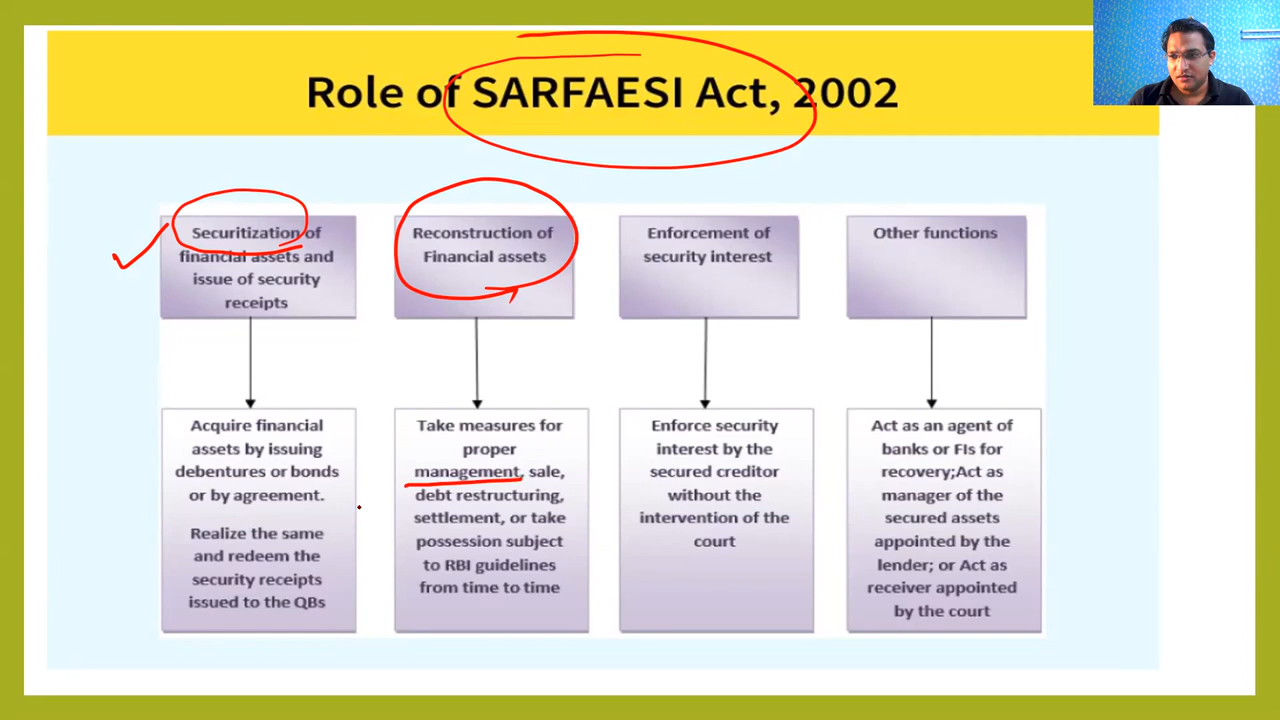 Role of SARFAESI Act, 2002
Securitization of
financial assets and
issue of security
receipts
Reconstruction of
Financial assets
Enforcement of
security interest
Other functions
Acquire financial
assets by issuing
debentures or bonds
or by agreement.
Realize the same
and redeem the
security receipts
issued to the QBs
Take measures for
proper
management, sale,
debt restructuring,
settlement, or take
possession subject
to RBI guidelines
from time to time
Enforce security
interest by the
secured creditor
without the
intervention of the
court
Act as an agent of
banks or FIs for
recovery;Act as
manager of the
secured assets
appointed by the
lender; or Act as
receiver appointed
by the court